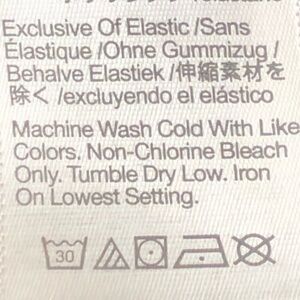 Exclusive Of Elastic /Sans
Élastique /Ohne Gummizug /
Behalve Elastiek /伸縮素材を
除く /excluyendo el elástico
Machine Wash Cold With Like
Colors. Non-Chlorine Bleach
Only. Tumble Dry Low. Iron
On Lowest Setting.
30